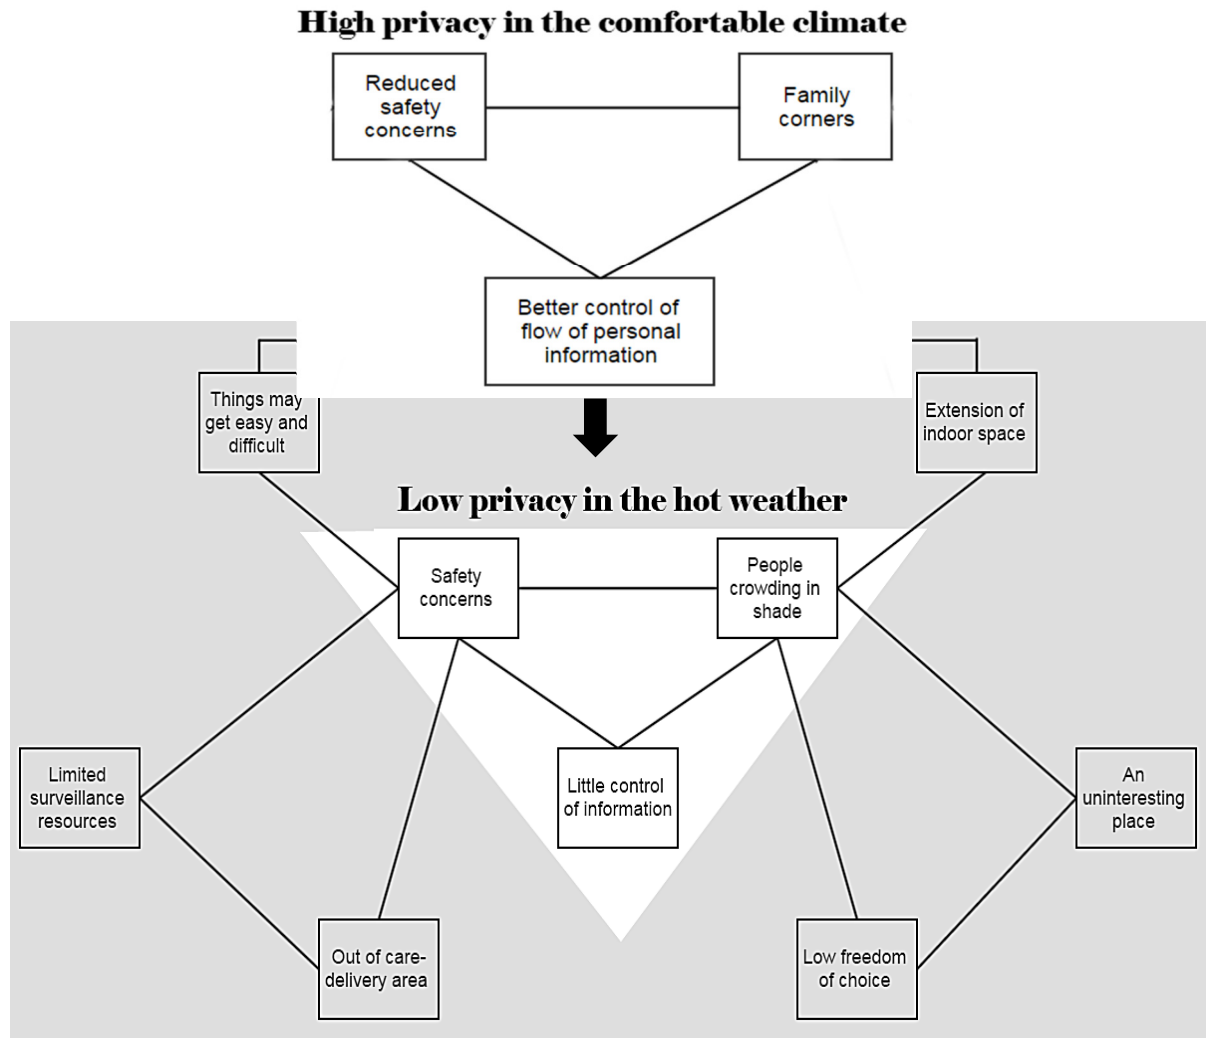 High privacy in the comfortable climate
Reduced
safety
concerns
Family
corners
Better control of
flow of personal
information
Things may
get easy and
difficult
Extension of
indoor space
Low privacy in the hot weather
Safety
concerns
People
crowding in
shade
Limited
surveillance
resources
Little control
of information
An
uninteresting
place
Out of care-
delivery area
Low freedom
of choice